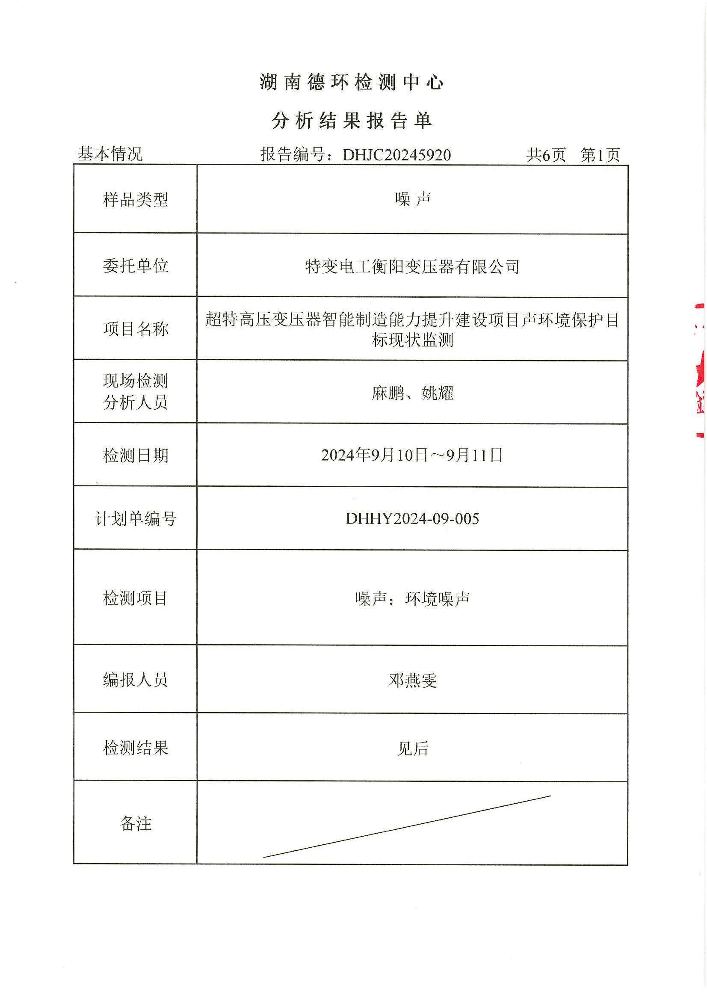 湖南德环检测中心
分析结果报告单
基本情况 报告编号：DHJC20245920 共6页 第1页
样品类型 噪声
委托单位 特变电工衡阳变压器有限公司
项目名称 超特高压变压器智能制造能力提升建设项目声环境保护目
标现状监测
现场检测
分析人员 麻鹏、姚耀
检测日期 2024年9月10日～9月11日
计划单编号 DHHY2024-09-005
检测项目 噪声：环境噪声
编报人员 邓燕雯
检测结果 见后
备注